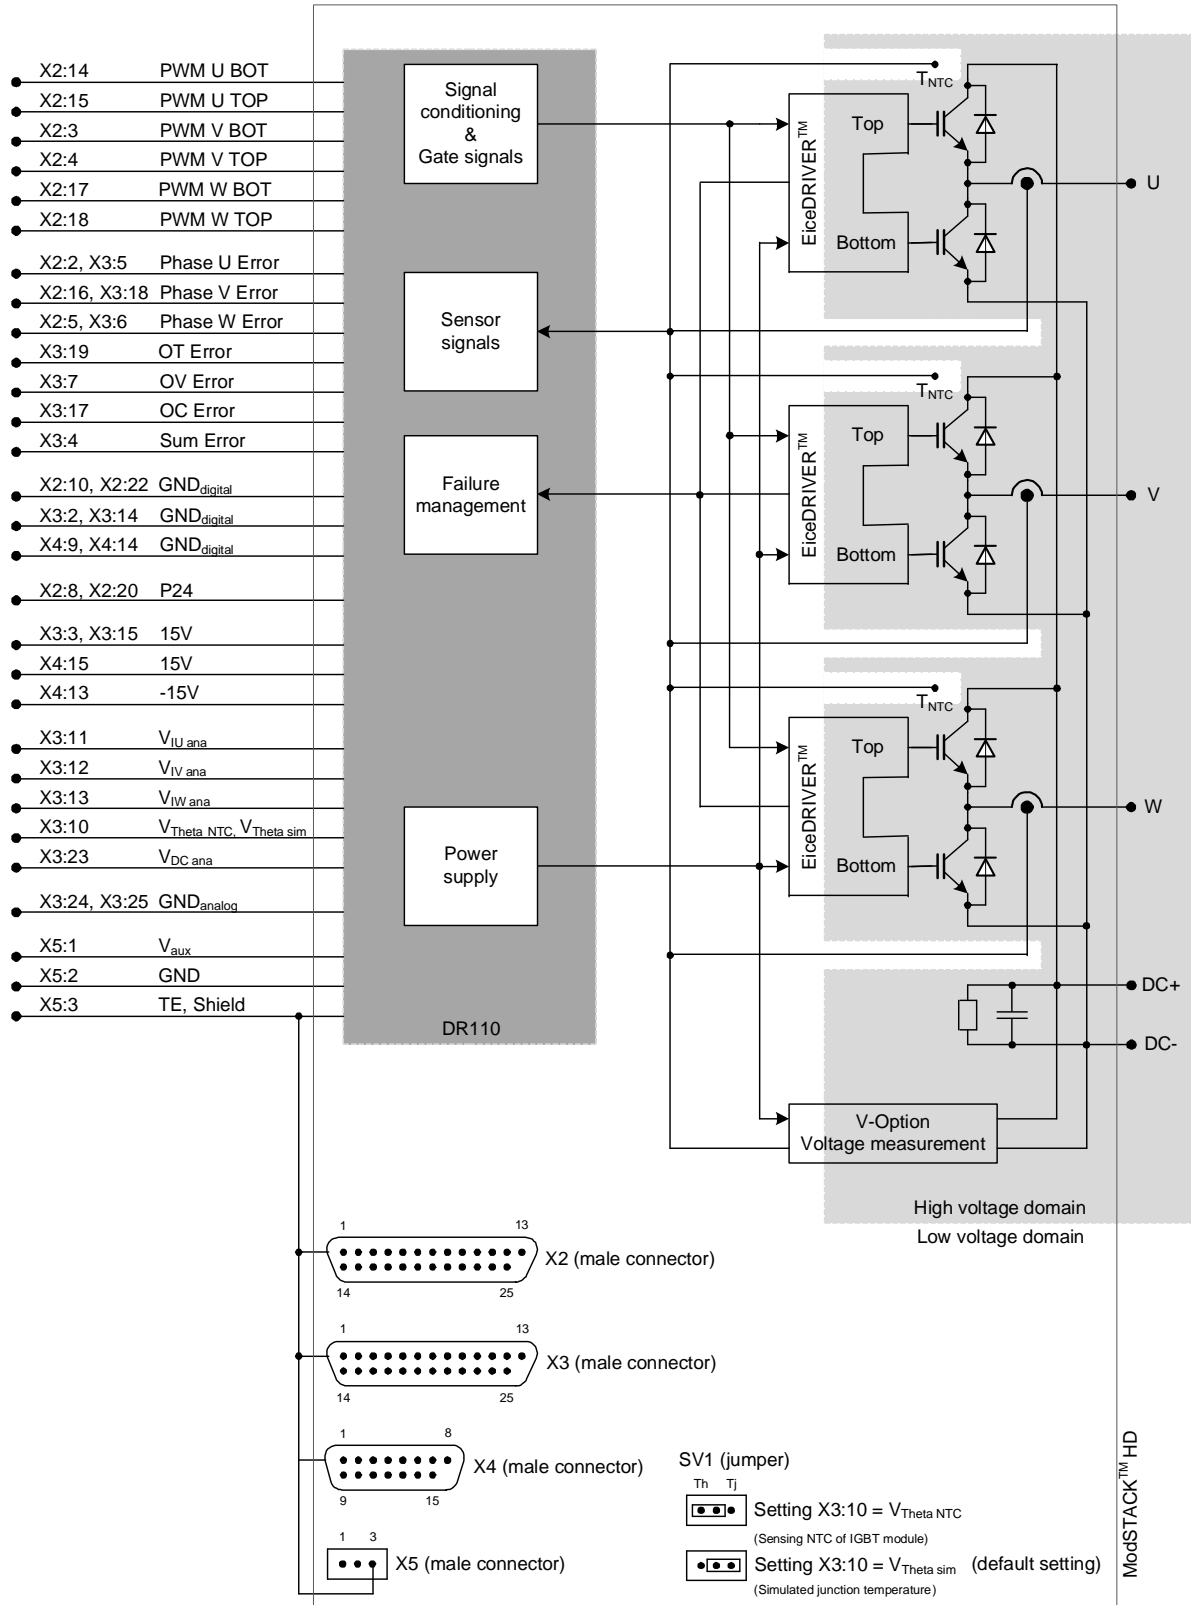 X2:14 PWM U BOT
X2:15 PWM U TOP
X2:3 PWM V BOT
X2:4 PWM V TOP
X2:17 PWM W BOT
X2:18 PWM W TOP
X2:2, X3:5 Phase U Error
X2:16, X3:18 Phase V Error
X2:5, X3:6 Phase W Error
X3:19 OT Error
X3:7 OV Error
X3:17 OC Error
X3:4 Sum Error
X2:10, X2:22 GNDdigital
X3:2, X3:14 GNDdigital
X4:9, X4:14 GNDdigital
X2:8, X2:20 P24
X3:3, X3:15 15V
X4:15 15V
X4:13 -15V
X3:11 VIU ana
X3:12 VIV ana
X3:13 VIW ana
X3:10 VTheta NTC, VTheta sim
X3:23 VDC ana
X3:24, X3:25 GNDanalog
X5:1 Vaux
X5:2 GND
X5:3 TE, Shield
Signal
conditioning
&
Gate signals
Sensor
signals
Failure
management
Power
supply
DR110
TNTC
EiceDRIVER™
Top
Bottom
U
TNTC
EiceDRIVER™
Top
Bottom
V
TNTC
EiceDRIVER™
Top
Bottom
W
DC+
DC-
V-Option
Voltage measurement
High voltage domain
Low voltage domain
1 13
X2 (male connector)
14 25
1 13
X3 (male connector)
14 25
1 8
X4 (male connector)
9 15
1 3
X5 (male connector)
SV1 (jumper)
Th Tj
Setting X3:10 = VTheta NTC
(Sensing NTC of IGBT module)
Setting X3:10 = VTheta sim (default setting)
(Simulated junction temperature)
ModSTACK™ HD